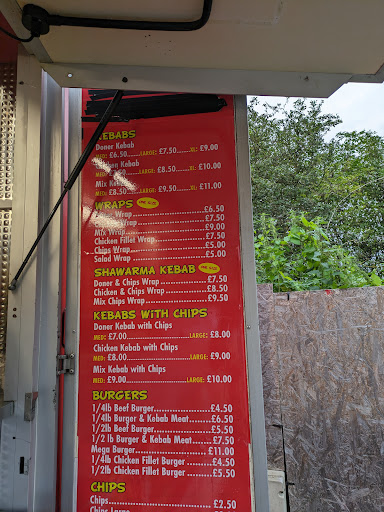 KEBABS
Doner Kebab
MED: £6.50......LARGE: £7.50......XL: £9.00
Kebab
LARGE: £8.50......XL: £10.00
Mix
MED: £8.50......LARGE: £9.50......XL: £11.00
WRAPS
Wrap......£6.50
Wrap......£7.50
Mix Wrap......£9.00
Chicken Fillet Wrap......£7.50
Chips Wrap......£5.00
Salad Wrap......£5.00
SHAWARMA KEBAB
Doner & Chips Wrap......£7.50
Chicken & Chips Wrap......£8.50
Mix Chips Wrap......£9.50
KEBABS WITH CHIPS
Doner Kebab with Chips
MED: £7.00......LARGE: £8.00
Chicken Kebab with Chips
MED: £8.00......LARGE: £9.00
Mix Kebab with Chips
MED: £9.00......LARGE: £10.00
BURGERS
1/4lb Beef Burger......£4.50
1/4lb Burger & Kebab Meat......£6.50
1/2lb Beef Burger......£5.50
1/2 lb Burger & Kebab Meat......£7.50
Mega Burger......£11.00
1/4lb Chicken Fillet Burger......£4.50
1/2lb Chicken Fillet Burger......£5.50
CHIPS
Chips......£2.50
Chips Large